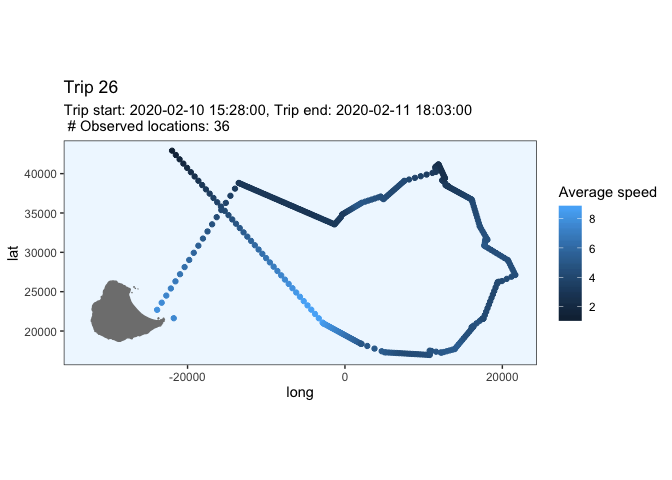 Trip 26
Trip start: 2020-02-10 15:28:00, Trip end: 2020-02-11 18:03:00
# Observed locations: 36
40000
35000
30000
25000
20000
lat
-20000
0
20000
long
Average speed
8
6
4
2